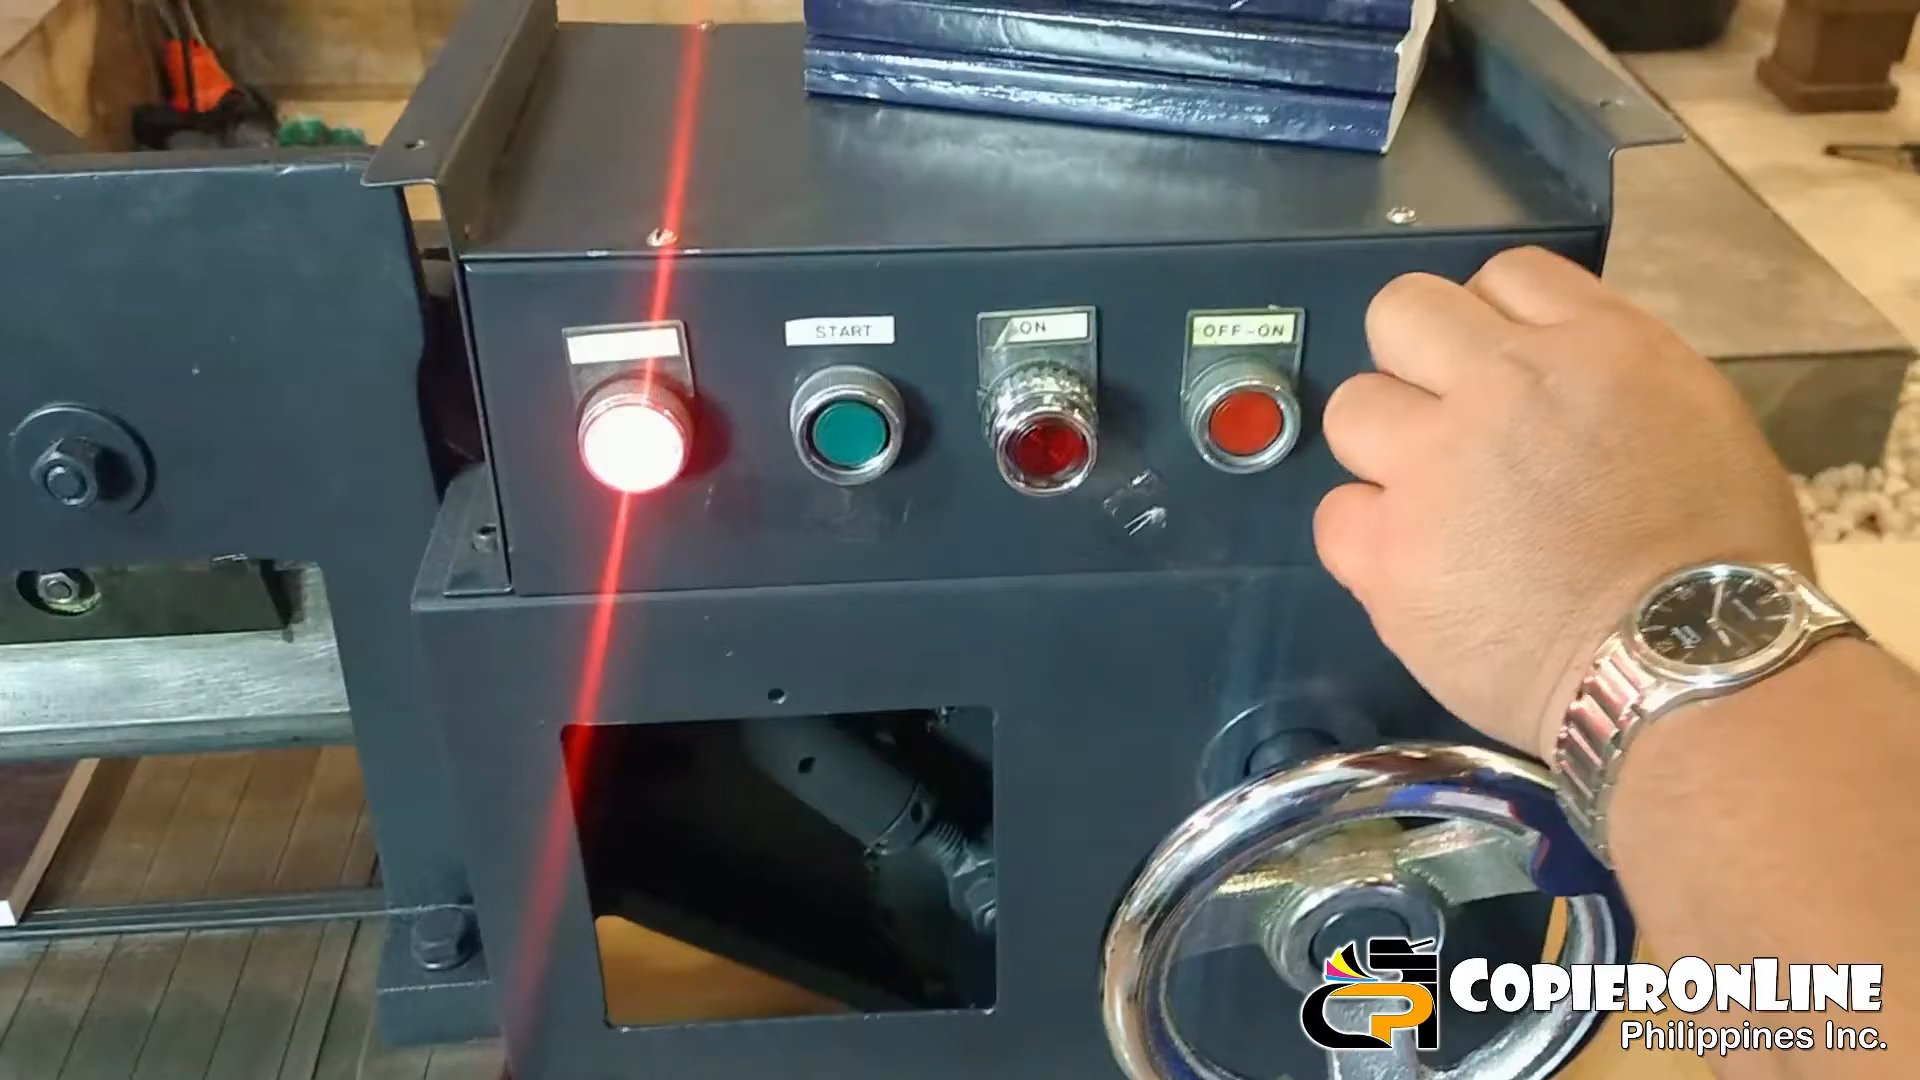 START
ON
OFF-ON
COPIERONLINE
Philippines Inc.